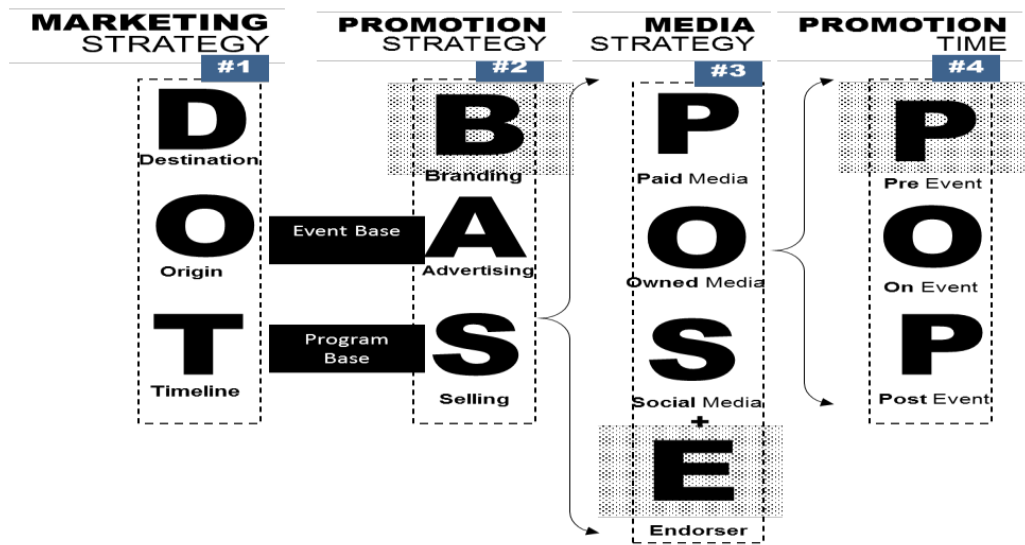 MARKETING
STRATEGY
#1
D
Destination
O
Origin
T
Timeline
Event Base
Program
Base
PROMOTION
STRATEGY
#2
B
Branding
A
Advertising
S
Selling
MEDIA
STRATEGY
#3
P
Paid Media
O
Owned Media
S
Social Media
+
E
Endorser
PROMOTION
TIME
#4
P
Pre Event
O
On Event
P
Post Event